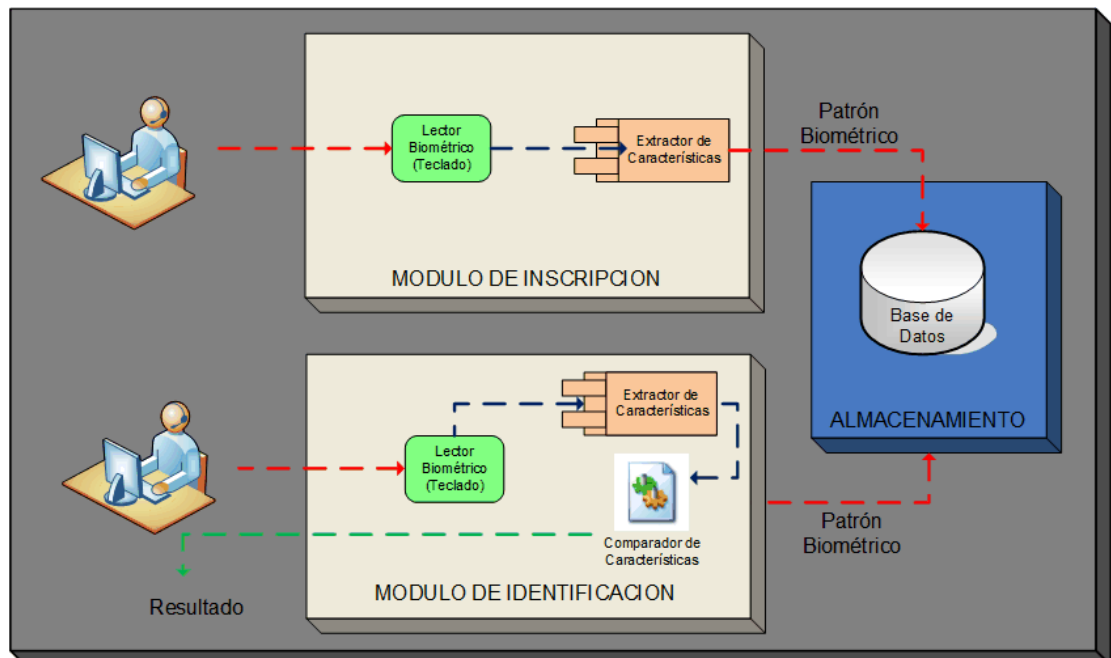 Lector
Biométrico
(Teclado)
Extractor de
Características
Patrón
Biométrico
MODULO DE INSCRIPCION
Base de
Datos
ALMACENAMIENTO
Extractor de
Características
Lector
Biométrico
(Teclado)
Comparador de
Características
Patrón
Biométrico
MODULO DE IDENTIFICACION
Resultado